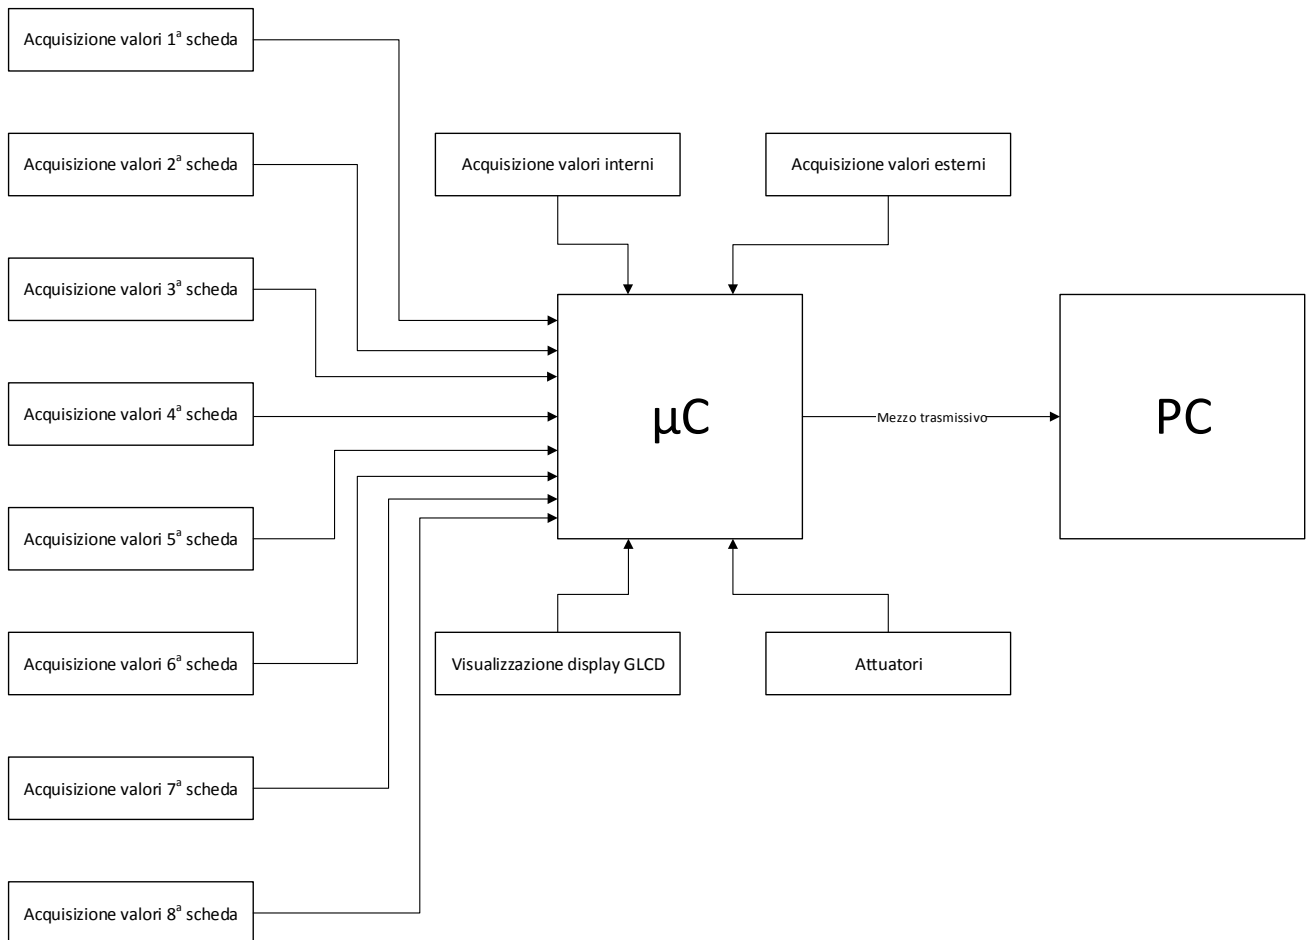 Acquisizione valori 1ª scheda
Acquisizione valori 2ª scheda
Acquisizione valori interni
Acquisizione valori esterni
Acquisizione valori 3ª scheda
Acquisizione valori 4ª scheda
µC
Mezzo trasmissivo
PC
Acquisizione valori 5ª scheda
Acquisizione valori 6ª scheda
Visualizzazione display GLCD
Attuatori
Acquisizione valori 7ª scheda
Acquisizione valori 8ª scheda